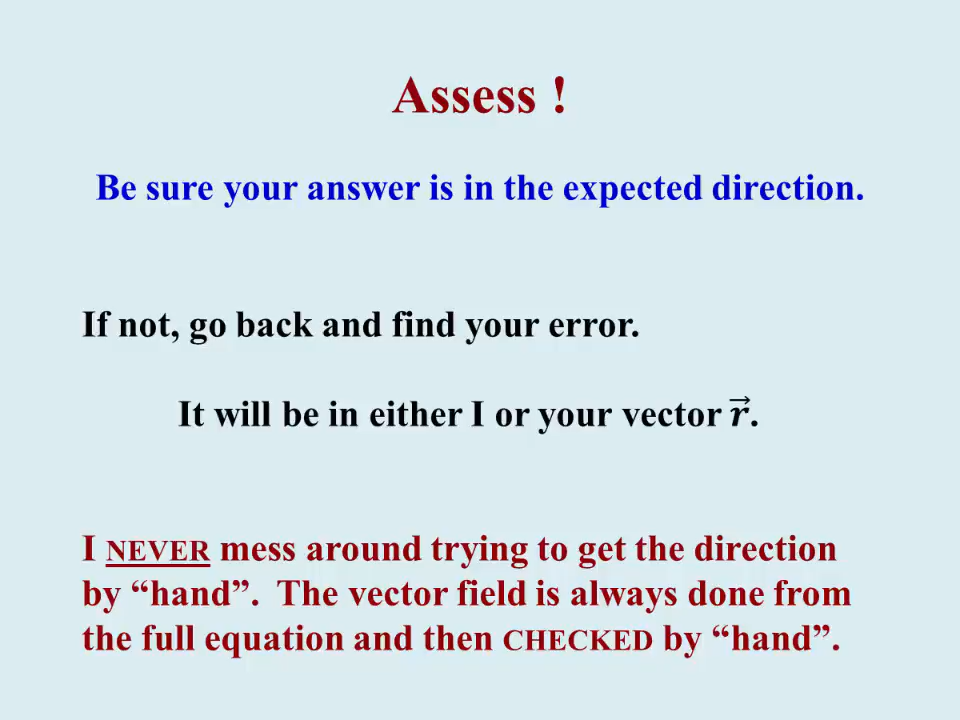 Assess !
Be sure your answer is in the expected direction.
If not, go back and find your error.
It will be in either I or your vector \vec{r}.
I NEVER mess around trying to get the direction
by “hand”.  The vector field is always done from
the full equation and then CHECKED by “hand”.